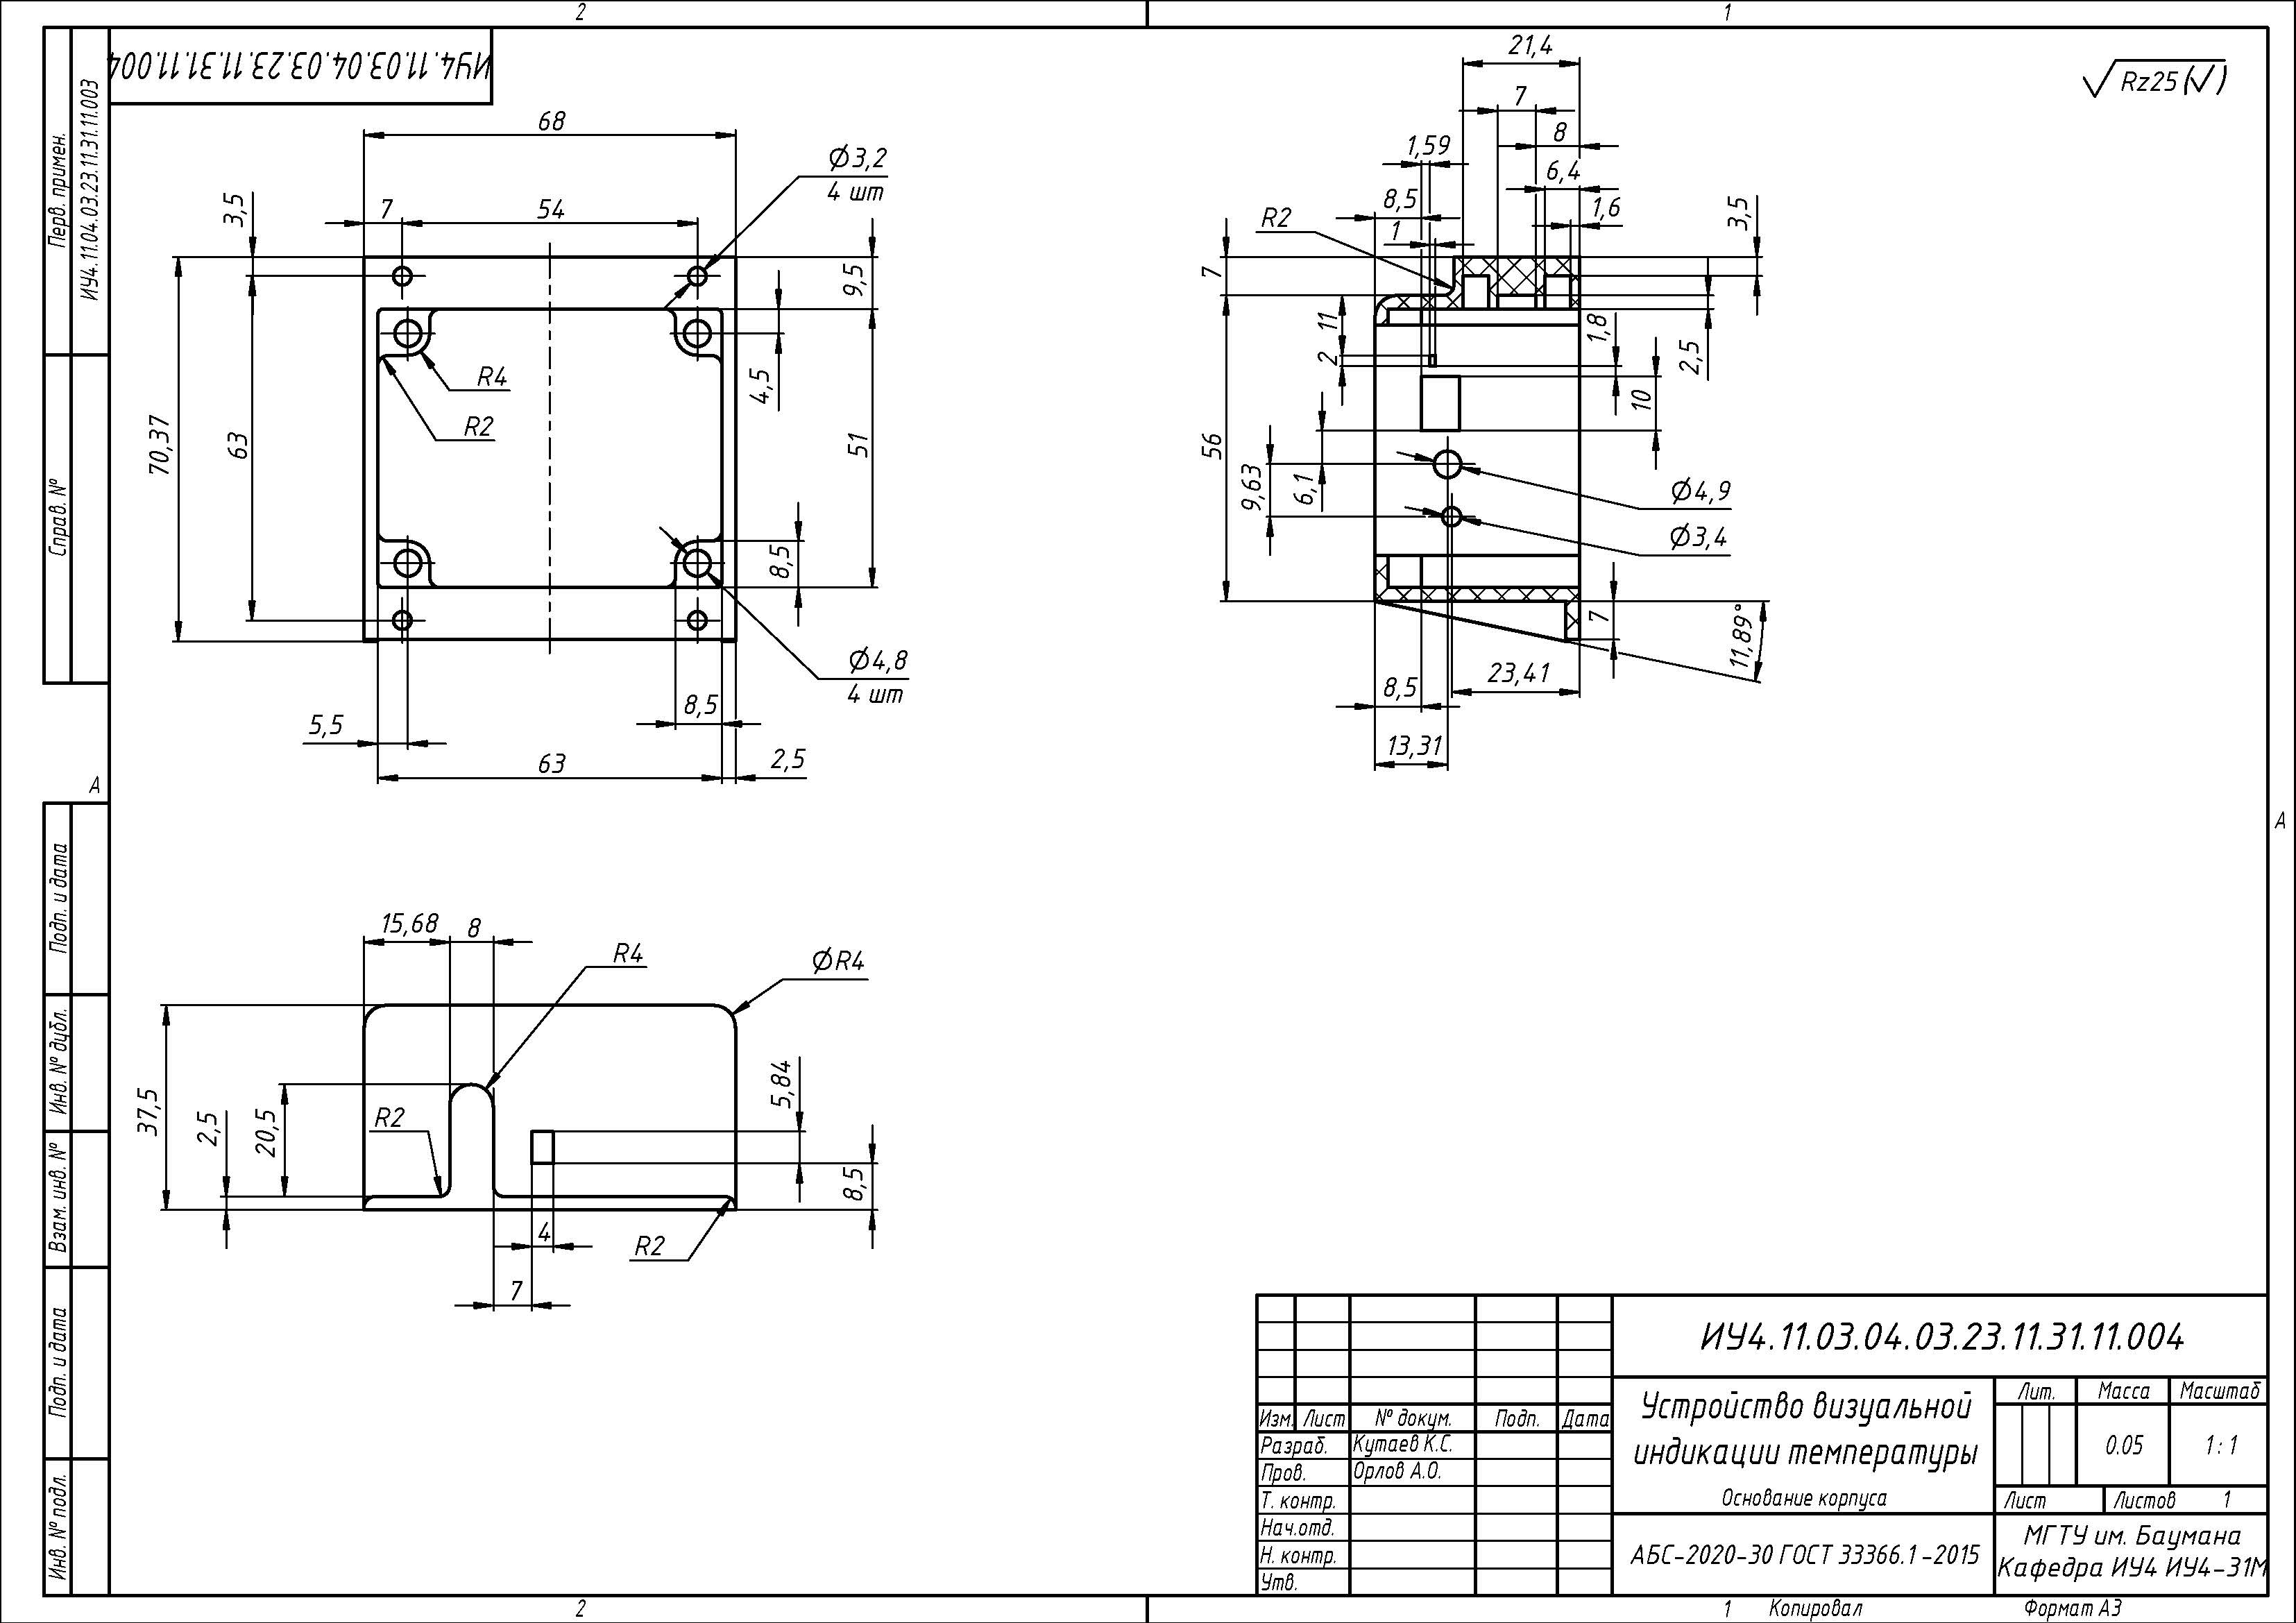 2
1
ИУ4.11.03.04.03.23.11.31.11.004
Перв. примен.
ИУ4.11.04.03.23.11.31.11.003
Справ. №
Подп. и дата
Инв. № дубл.
Взам. инв. №
Подп. и дата
Инв. № подл.
А
А
Rz25 (√)
68
Ø3,2
4 шт
3,5
7
54
9,5
4,5
R4
R2
70,37
63
51
8,5
Ø4,8
4 шт
8,5
5,5
63
2,5
21,4
7
8
1,59
6,4
8,5
1,6
3,5
R2
1
7
11
1,8
2
2,5
10
56
9,63
6,1
Ø4,9
Ø3,4
7
11,89°
23,41
8,5
13,31
15,68
8
R4
ØR4
37,5
2,5
20,5
R2
5,84
8,5
4
R2
7
ИУ4.11.03.04.03.23.11.31.11.004
Устройство визуальной
индикации температуры
Основание корпуса
Лит.
Масса
Масштаб
0.05
1:1
Лист
Листов 1
Изм.
Лист
№ докум.
Подп.
Дата
Разраб.
Кутаев К.С.
Пров.
Орлов А.О.
Т. контр.
Нач.отд.
Н. контр.
Утв.
АБС-2020-30 ГОСТ 33366.1-2015
МГТУ им. Баумана
Кафедра ИУ4 ИУ4-31М
2
1
Копировал
Формат А3